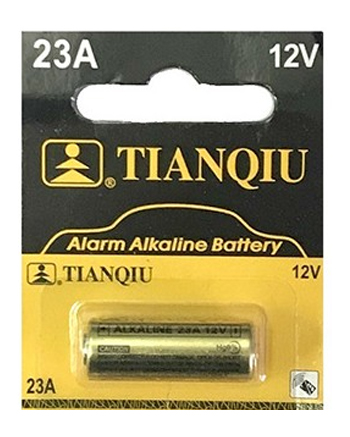 23A 12V
TIANQIU
Alarm Alkaline Battery
TIANQIU 12V
ALKALINE 23A 12V
CAUTION
23A